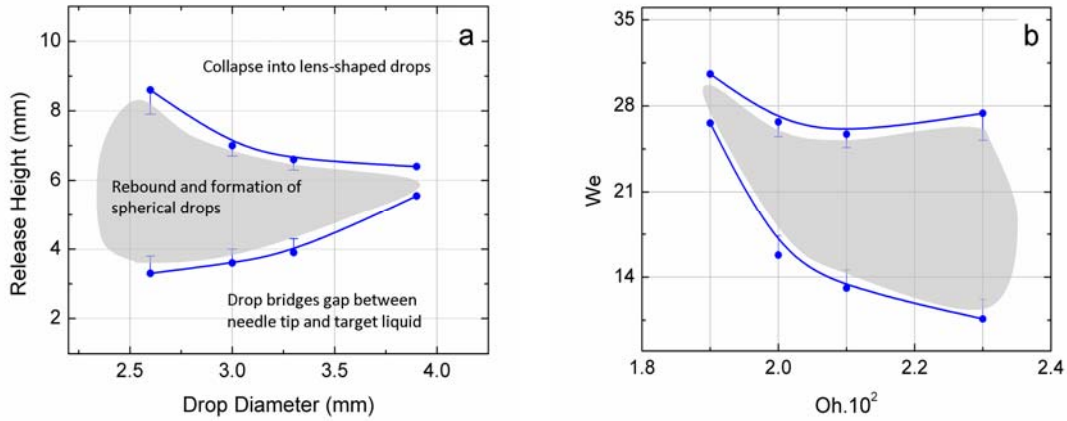 a
Collapse into lens-shaped drops
Rebound and formation of
spherical drops
Drop bridges gap between
needle tip and target liquid
10
8
6
4
2
Release Height (mm)
2.5 3.0 3.5 4.0
Drop Diameter (mm)
b
35
28
21
14
We
1.8 2.0 2.2 2.4
Oh.10²